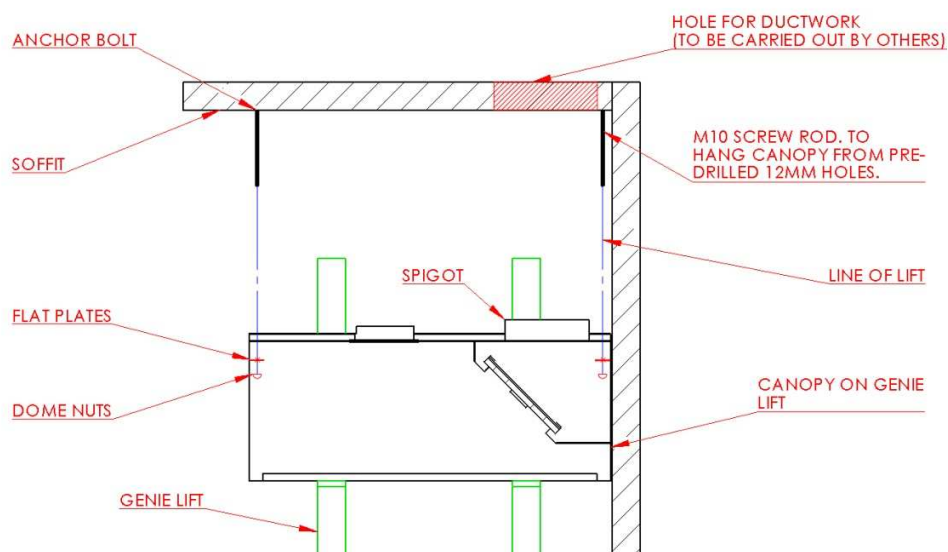 HOLE FOR DUCTWORK
(TO BE CARRIED OUT BY OTHERS)
ANCHOR BOLT
SOFFIT
M10 SCREW ROD. TO
HANG CANOPY FROM PRE-
DRILLED 12MM HOLES.
SPIGOT
LINE OF LIFT
FLAT PLATES
DOME NUTS
CANOPY ON GENIE
LIFT
GENIE LIFT